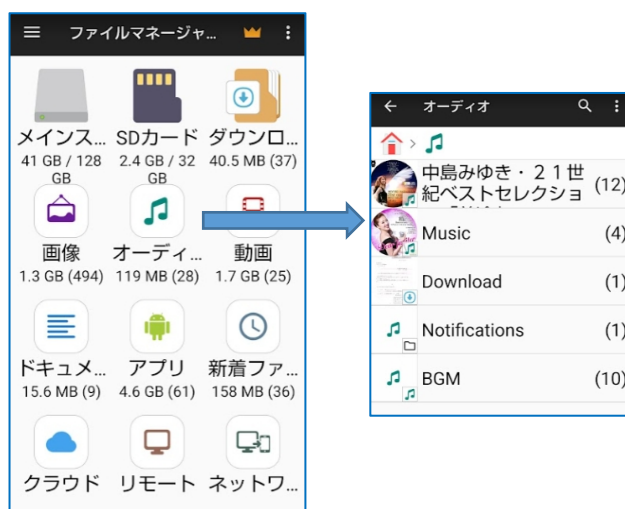 ファイルマネージャ...
メインス... SDカード ダウンロ...
41 GB / 128 GB 2.4 GB / 32 GB 40.5 MB (37)
画像 オーディ... 動画
1.3 GB (494) 119 MB (28) 1.7 GB (25)
ドキュメ... アプリ 新着ファ...
15.6 MB (9) 4.6 GB (61) 158 MB (36)
クラウド リモート ネットワ...
オーディオ
中島みゆき・21世
紀ベストセレクショ (12)
Music (4)
Download (1)
Notifications (1)
BGM (10)